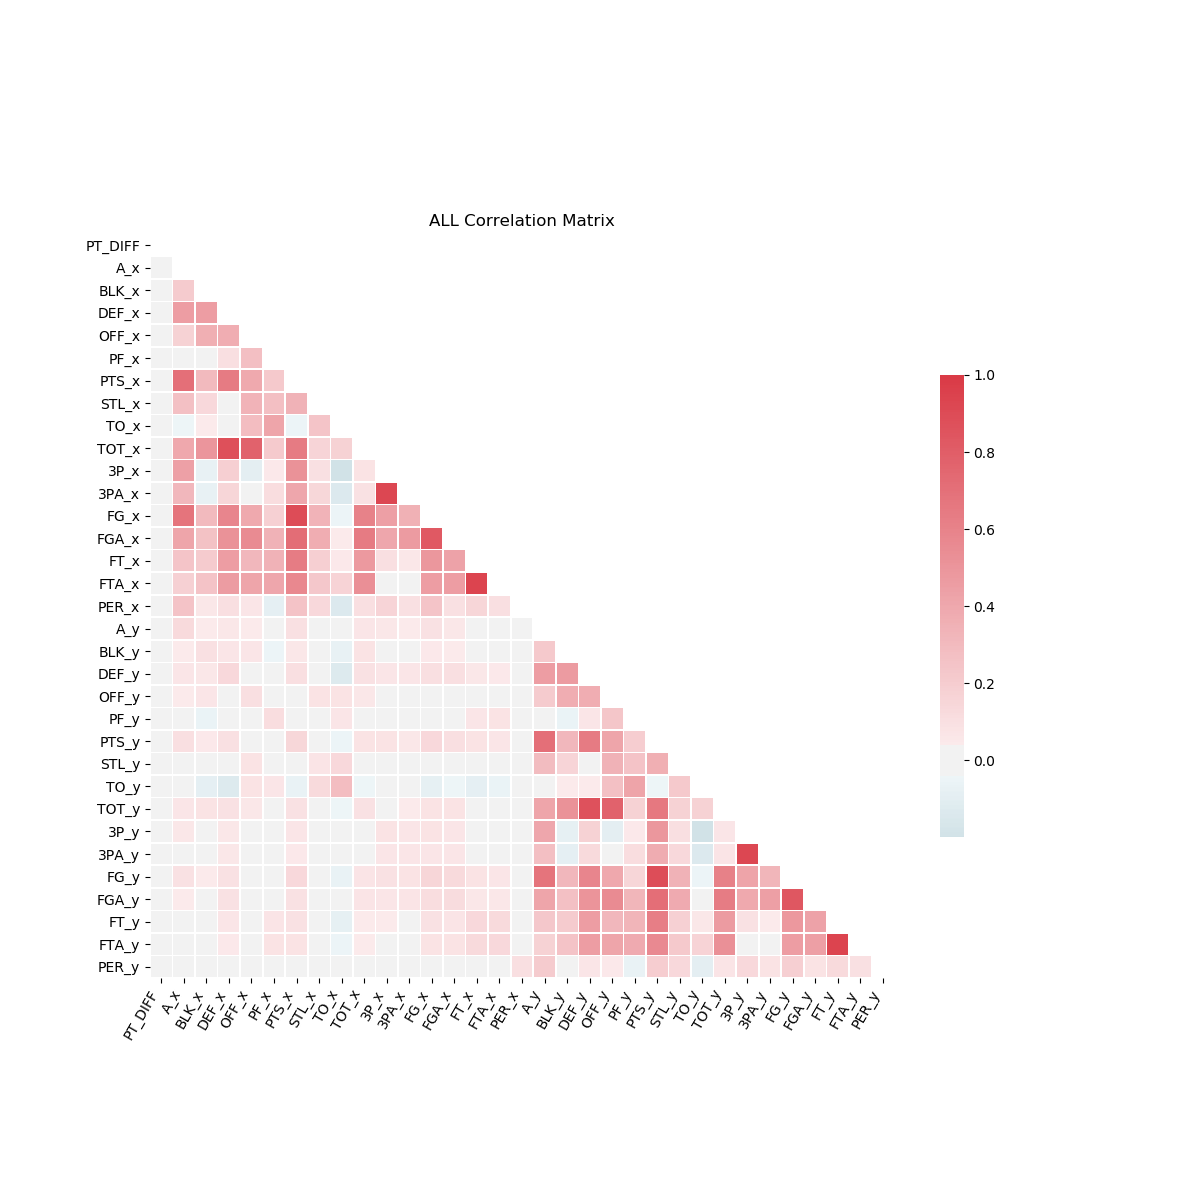 ALL Correlation Matrix
PT_DIFF
A_x
BLK_x
DEF_x
OFF_x
PF_x
PTS_x
STL_x
TO_x
TOT_x
3P_x
3PA_x
FG_x
FGA_x
FT_x
FTA_x
PER_x
A_y
BLK_y
DEF_y
OFF_y
PF_y
PTS_y
STL_y
TO_y
TOT_y
3P_y
3PA_y
FG_y
FGA_y
FT_y
FTA_y
PER_y
PT_DIFF
A_x
BLK_x
DEF_x
OFF_x
PF_x
PTS_x
STL_x
TO_x
TOT_x
3P_x
3PA_x
FG_x
FGA_x
FT_x
FTA_x
PER_x
A_y
BLK_y
DEF_y
OFF_y
PF_y
PTS_y
STL_y
TO_y
TOT_y
3P_y
3PA_y
FG_y
FGA_y
FT_y
FTA_y
PER_y
1.0
0.8
0.6
0.4
0.2
0.0